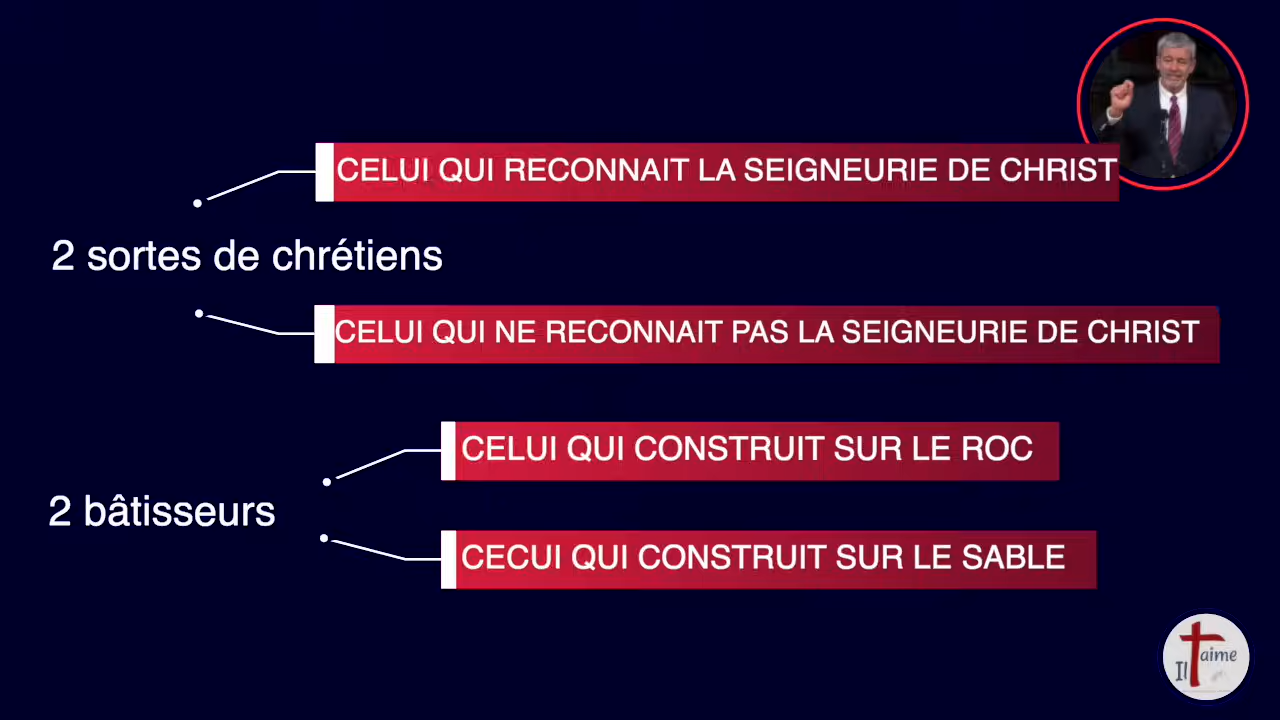 CELUI QUI RECONNAIT LA SEIGNEURIE DE CHRIST
2 sortes de chrétiens
CELUI QUI NE RECONNAIT PAS LA SEIGNEURIE DE CHRIST
CELUI QUI CONSTRUIT SUR LE ROC
2 bâtisseurs
CECUI QUI CONSTRUIT SUR LE SABLE
Il aime